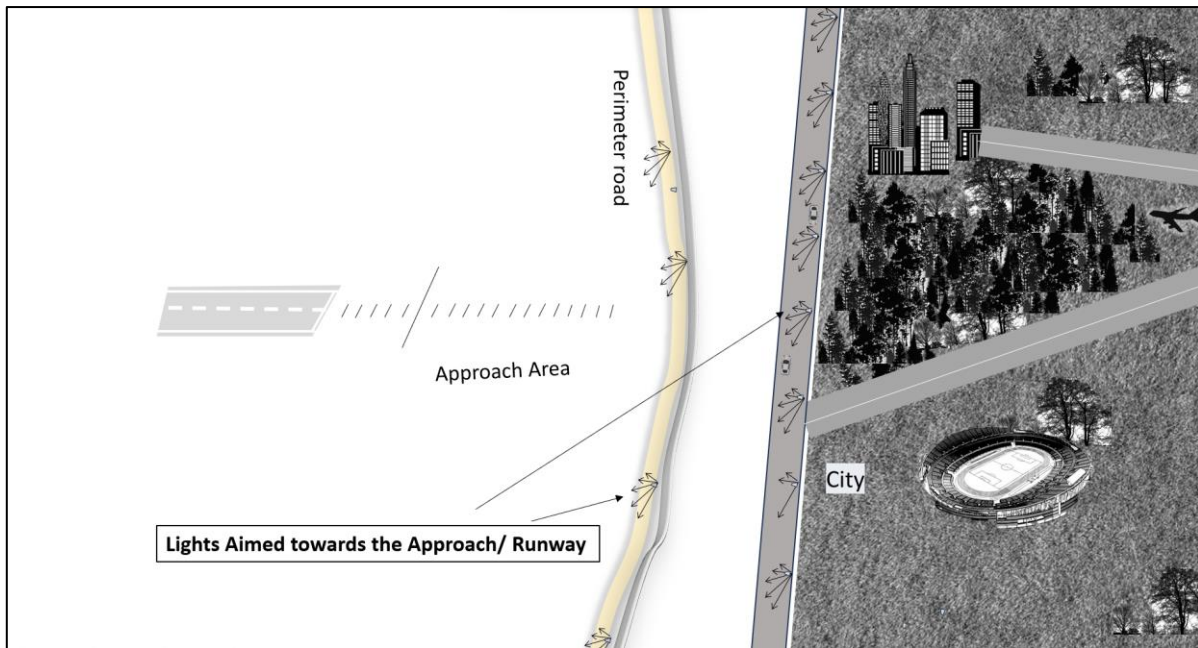 Perimeter road
Approach Area
City
Lights Aimed towards the Approach/ Runway